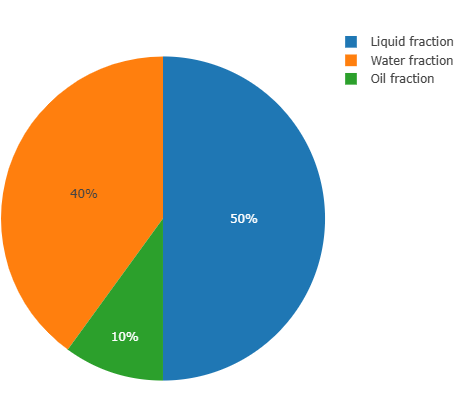 Liquid fraction
Water fraction
Oil fraction
40%
50%
10%